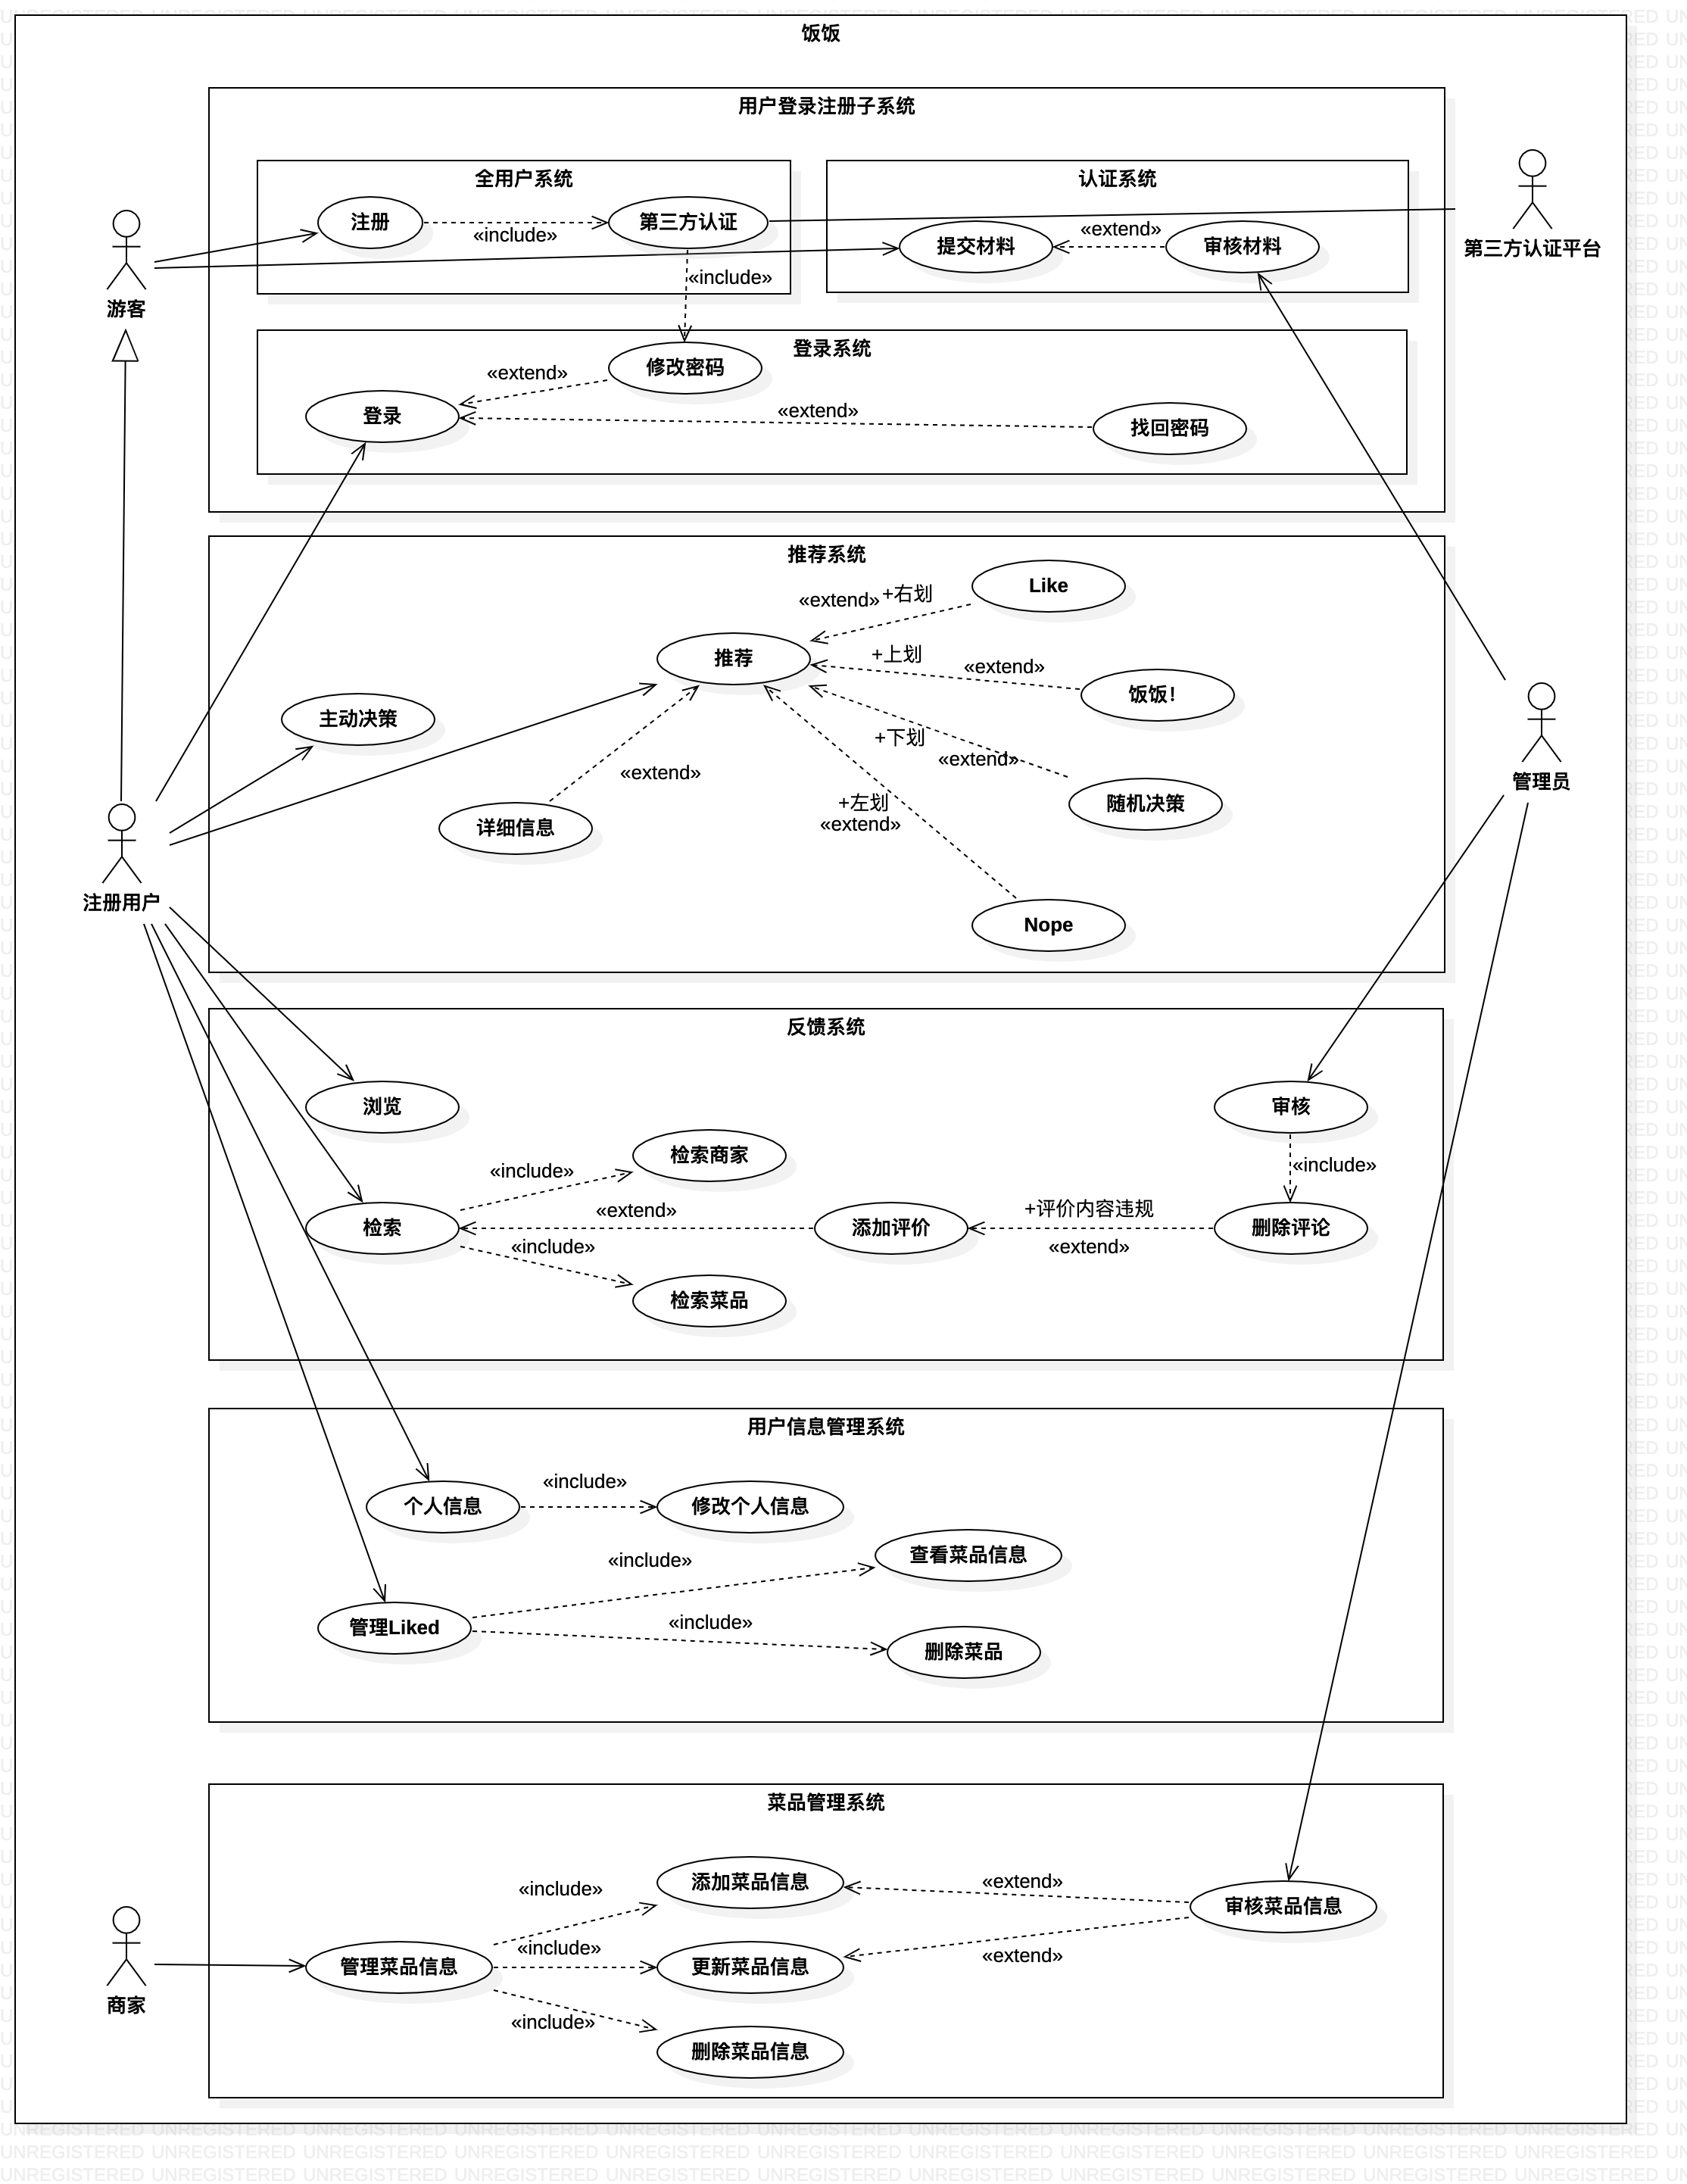 饭饭
用户登录注册子系统
全用户系统
认证系统
注册
«include»
第三方认证
提交材料
«extend»
审核材料
第三方认证平台
游客
«include»
登录系统
修改密码
«extend»
登录
«extend»
找回密码
推荐系统
Like
«extend»
+右划
推荐
+上划
«extend»
饭饭！
主动决策
+下划
«extend»
管理员
«extend»
+左划
«extend»
随机决策
详细信息
注册用户
Nope
反馈系统
浏览
审核
检索商家
«include»
«include»
«extend»
+评价内容违规
检索
添加评价
删除评论
«include»
«extend»
检索菜品
用户信息管理系统
«include»
个人信息
修改个人信息
查看菜品信息
«include»
管理Liked
«include»
删除菜品
菜品管理系统
添加菜品信息
«include»
«extend»
审核菜品信息
«include»
管理菜品信息
更新菜品信息
«extend»
商家
«include»
删除菜品信息
UNREGISTERED UNREGISTERED UNREGISTERED UNREGISTERED UNREGISTERED UNREGISTERED UNREGISTERED UNREGISTERED UNREGISTERED UNREGISTERED UNREGISTERED
UNREGISTERED UNREGISTERED UNREGISTERED UNREGISTERED UNREGISTERED UNREGISTERED UNREGISTERED UNREGISTERED UNREGISTERED UNREGISTERED UNREGISTERED